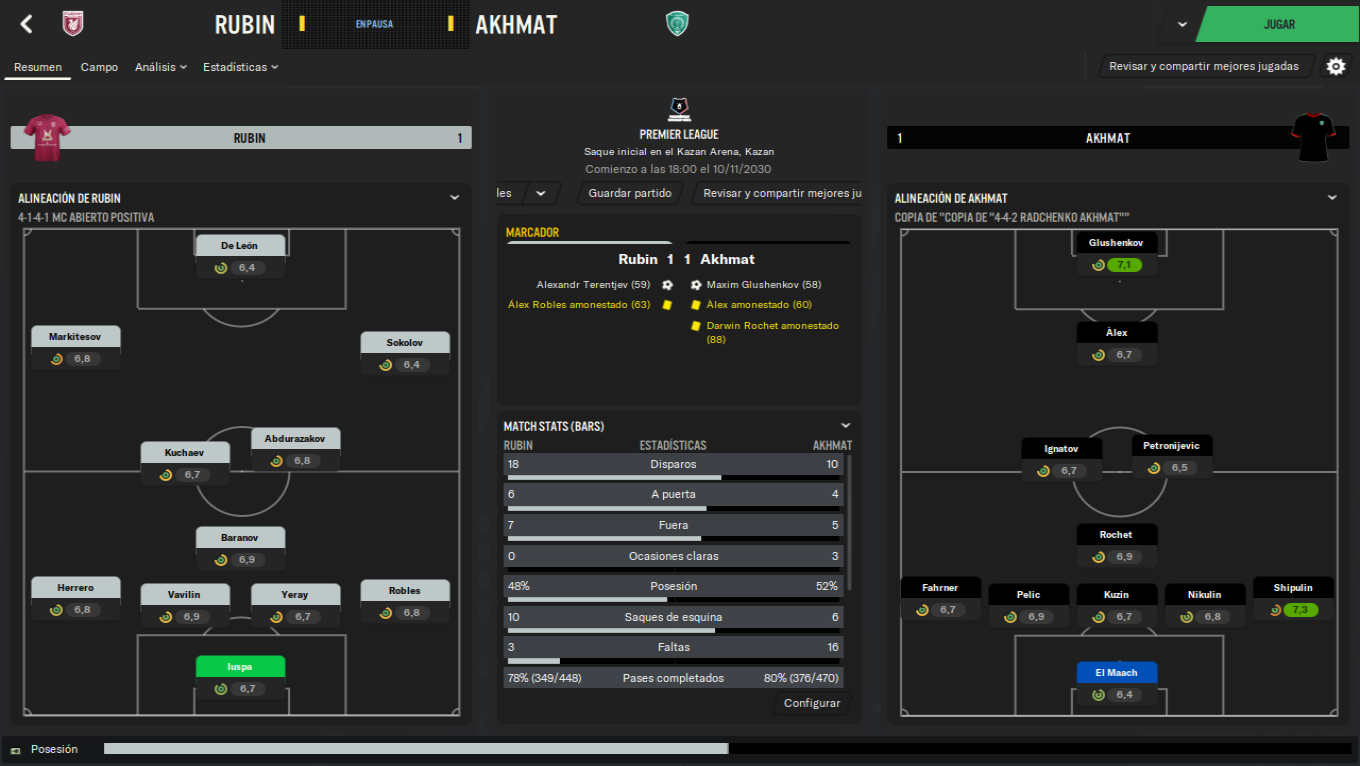 RUBIN
EN PAUSA
AKHMAT
JUGAR
Resumen
Campo
Análisis
Estadísticas
Revisar y compartir mejores jugadas
RUBIN
1
PREMIER LEAGUE
Saque inicial en el Kazan Arena, Kazan
Comienzo a las 18:00 el 10/11/2030
1
AKHMAT
les
Guardar partido
Revisar y compartir mejores ju
ALINEACIÓN DE RUBIN
4-1-4-1 MC ABIERTO POSITIVA
De León
6,4
Markitesov
6,8
Sokolov
6,4
Abdurazakov
6,8
Kuchaev
6,7
Baranov
6,9
Herrero
6,8
Vavilin
6,9
Yeray
6,7
Robles
6,8
Iuspa
6,7
MARCADOR
Rubin 1 1 Akhmat
Alexandr Terentjev (59)
Maxim Glushenkov (58)
Álex Robles amonestado (63)
Àlex amonestado (60)
Darwin Rochet amonestado
(88)
MATCH STATS (BARS)
RUBIN ESTADÍSTICAS AKHMAT
18 Disparos 10
6 A puerta 4
7 Fuera 5
0 Ocasiones claras 3
48% Posesión 52%
10 Saques de esquina 6
3 Faltas 16
78% (349/448) Pases completados 80% (376/470)
Configurar
ALINEACIÓN DE AKHMAT
COPIA DE "COPIA DE "4-4-2 RADCHENKO AKHMAT""
Glushenkov
7,1
Àlex
6,7
Ignatov
6,7
Petronijevic
6,5
Rochet
6,9
Fahrner
6,7
Pelic
6,9
Kuzin
6,7
Nikulin
6,8
Shipulin
7,3
El Maach
6,4
Posesión